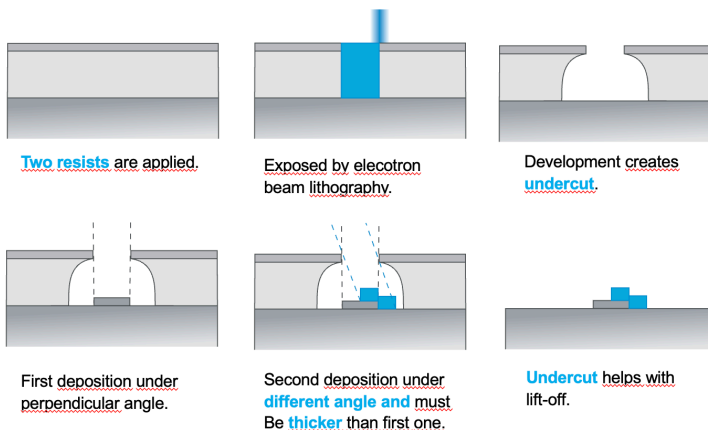 Two resists are applied.
Exposed by elecotron
beam lithography.
Development creates
undercut.
First deposition under
perpendicular angle.
Second deposition under
different angle and must
Be thicker than first one.
Undercut helps with
lift-off.